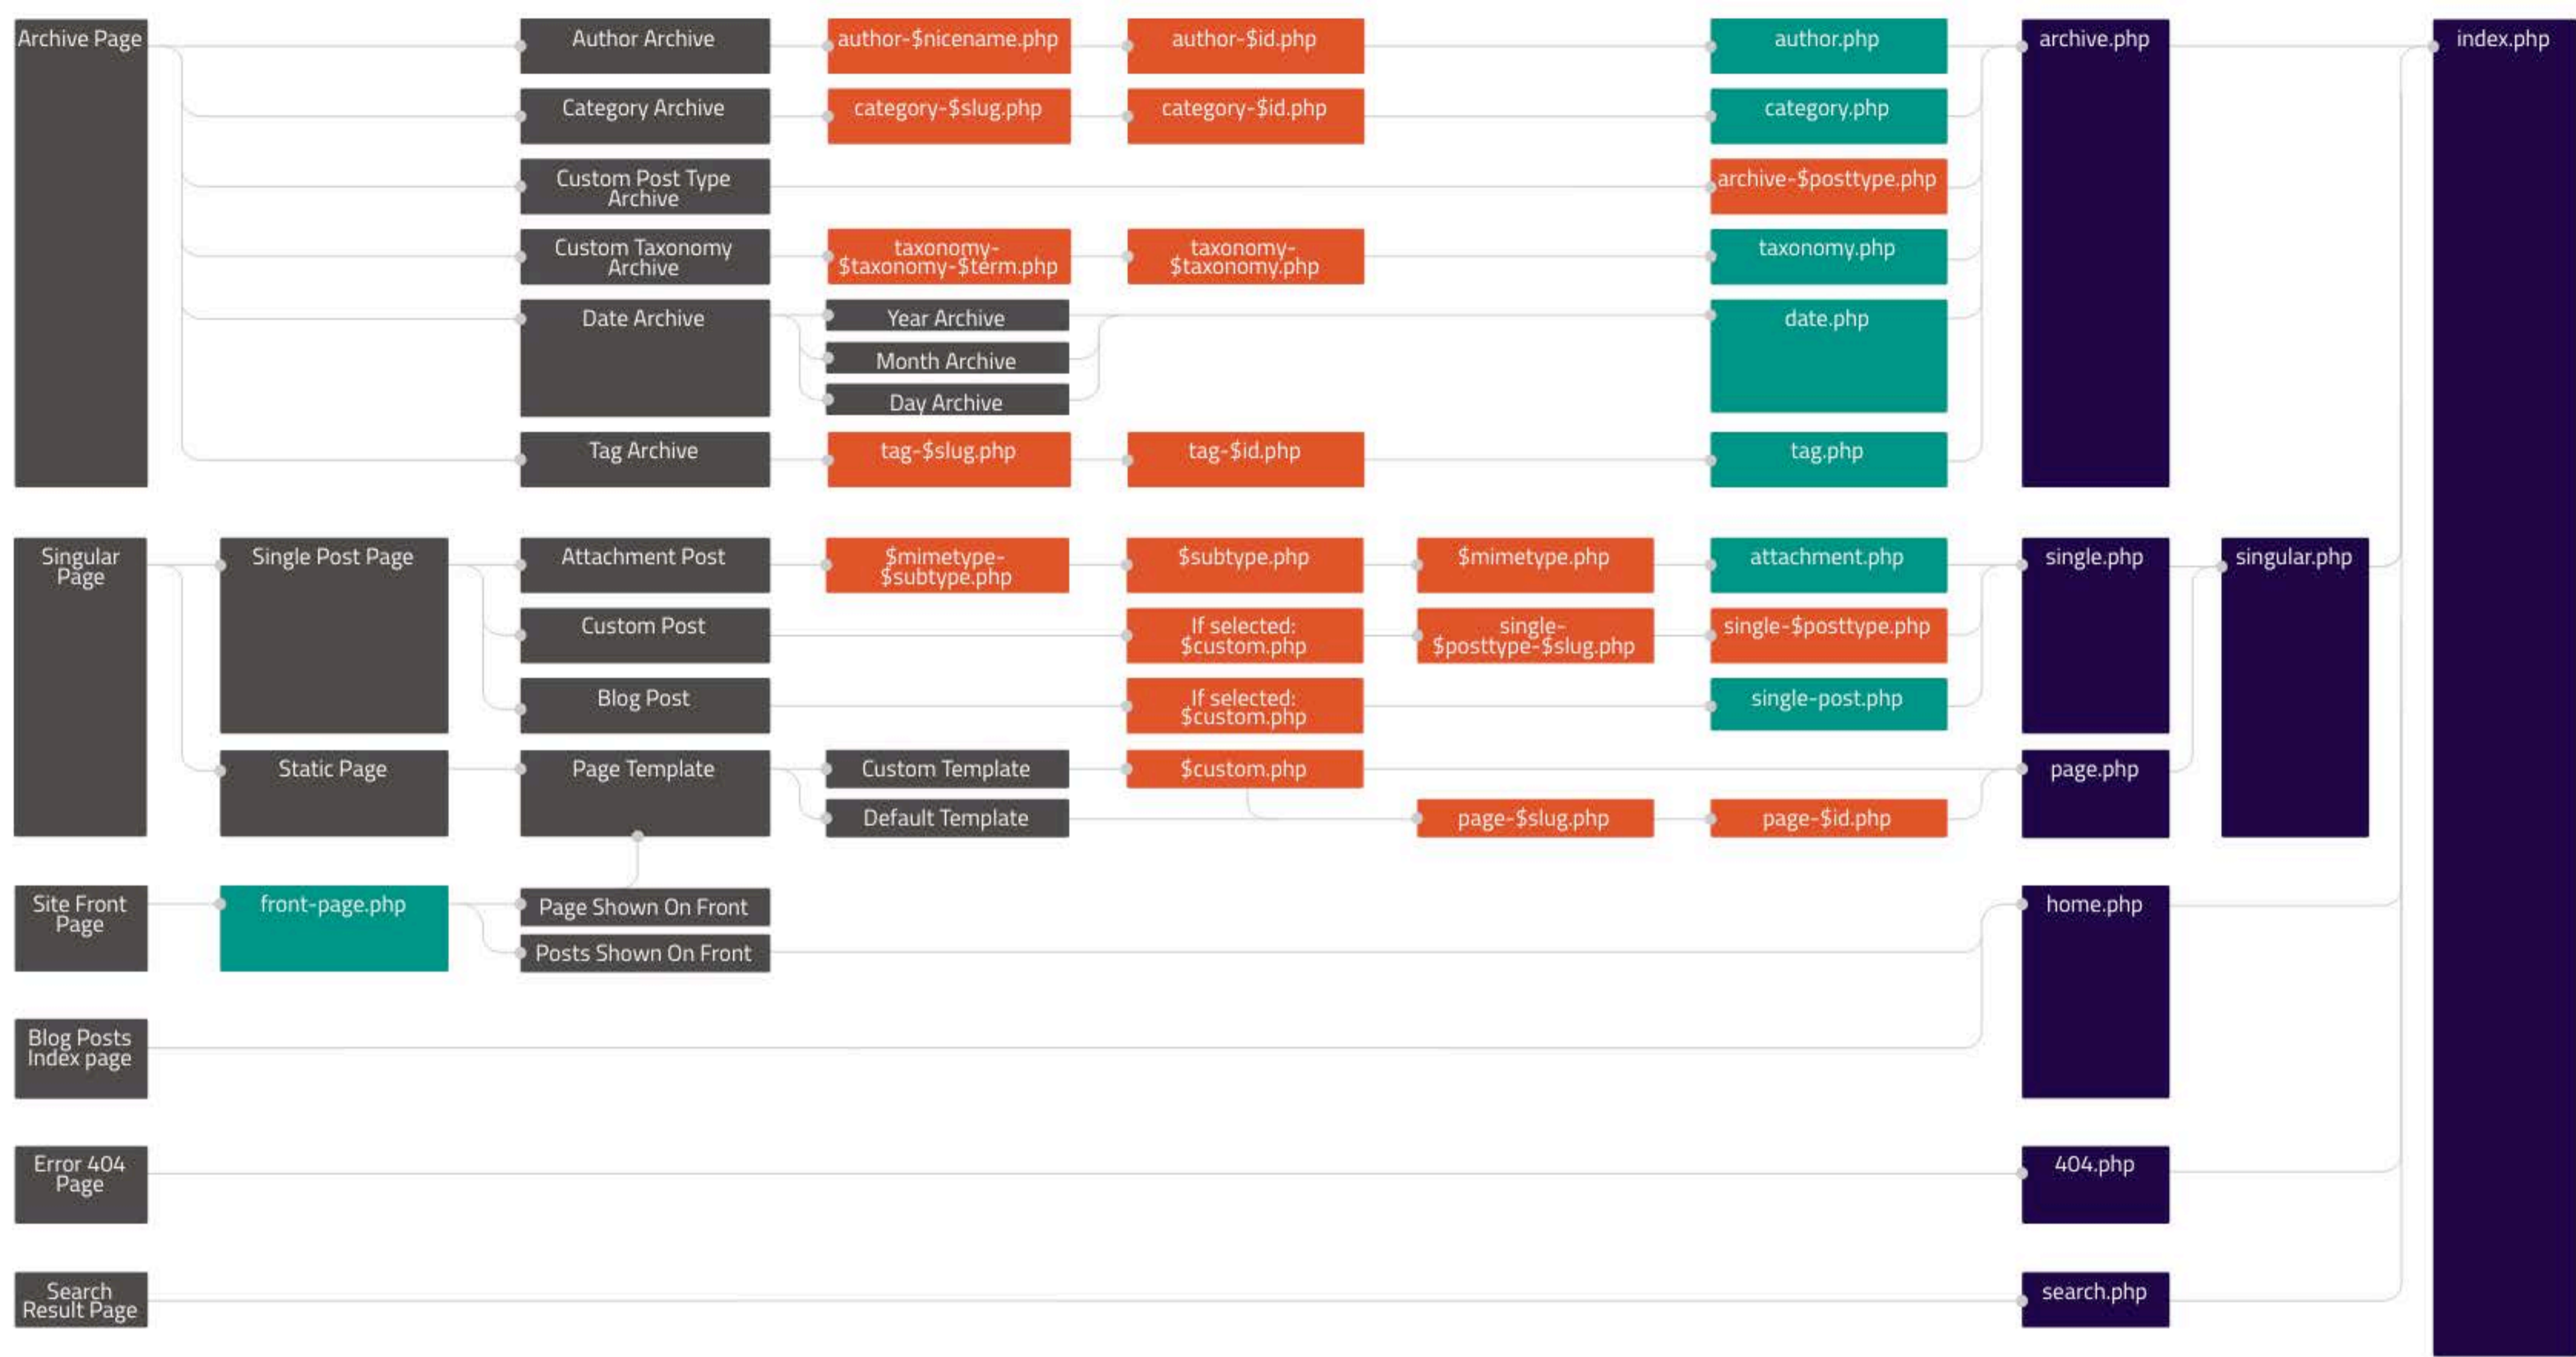 Archive Page
Author Archive
author-$nicename.php
author-$id.php
author.php
archive.php
index.php
Category Archive
category-$slug.php
category-$id.php
category.php
Custom Post Type
Archive
archive-$posttype.php
Custom Taxonomy
Archive
taxonomy-
$taxonomy-$term.php
taxonomy-
$taxonomy.php
taxonomy.php
Date Archive
Year Archive
Month Archive
Day Archive
date.php
Tag Archive
tag-$slug.php
tag-$id.php
tag.php
Singular
Page
Single Post Page
Attachment Post
$mimetype-
$subtype.php
$subtype.php
$mimetype.php
attachment.php
single.php
singular.php
Custom Post
If selected:
$custom.php
single-
$posttype-$slug.php
single-$posttype.php
Blog Post
If selected:
$custom.php
single-post.php
Static Page
Page Template
Custom Template
$custom.php
page.php
Default Template
page-$slug.php
page-$id.php
Site Front
Page
front-page.php
Page Shown On Front
Posts Shown On Front
home.php
Blog Posts
Index page
Error 404
Page
404.php
Search
Result Page
search.php